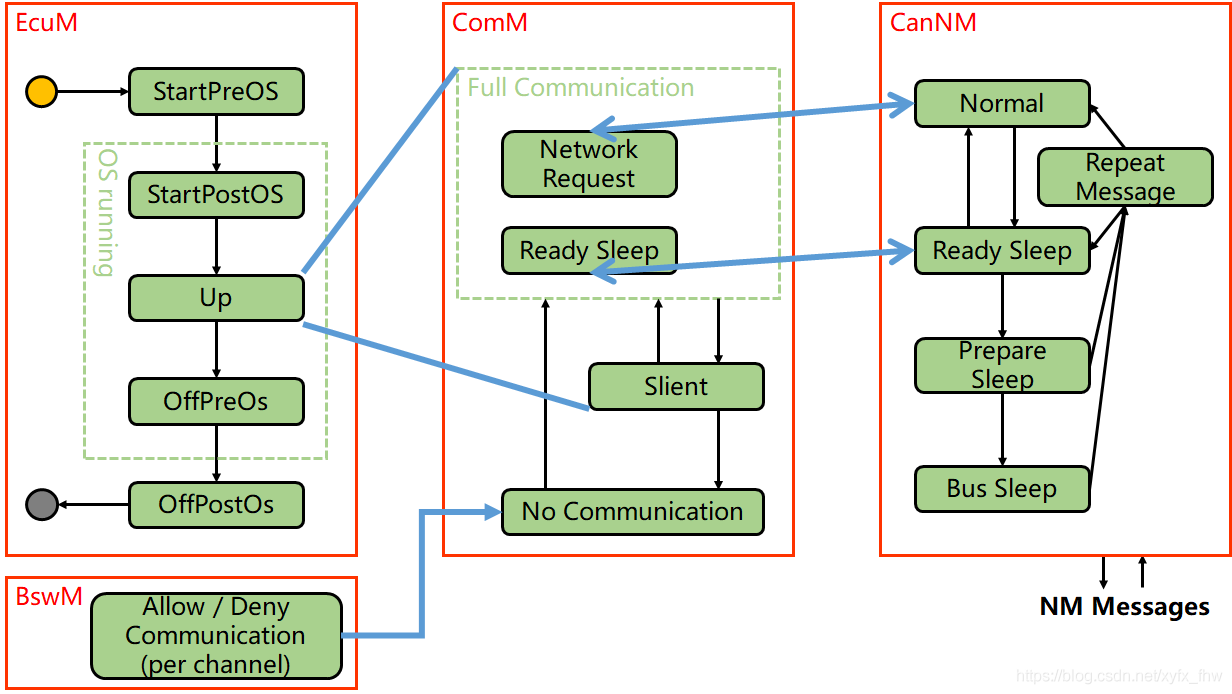 EcuM
StartPreOS
OS running
StartPostOS
Up
OffPreOs
OffPostOs
BswM
Allow / Deny
Communication
(per channel)
ComM
Full Communication
Network
Request
Ready Sleep
Slient
No Communication
CanNM
Normal
Repeat
Message
Ready Sleep
Prepare
Sleep
Bus Sleep
NM Messages
https://blog.csdn.net/xyfx_fhw